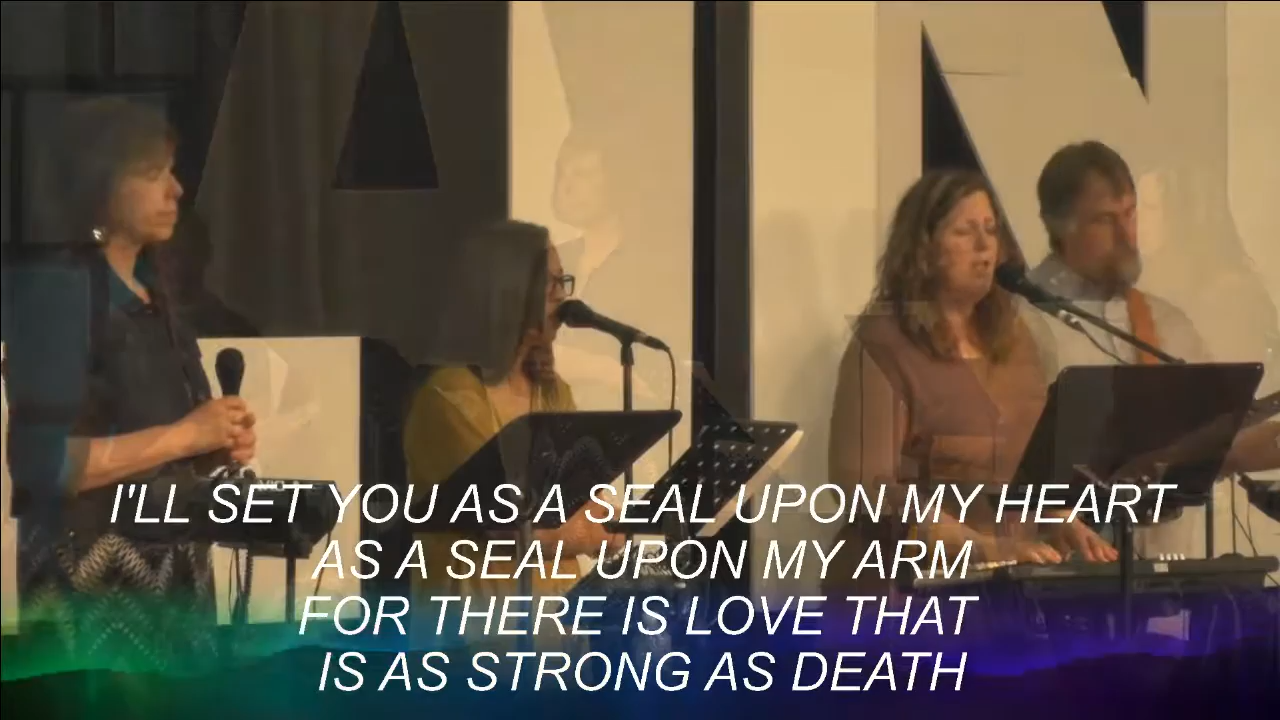 I'LL SET YOU AS A SEAL UPON MY HEART
AS A SEAL UPON MY ARM
FOR THERE IS LOVE THAT
IS AS STRONG AS DEATH